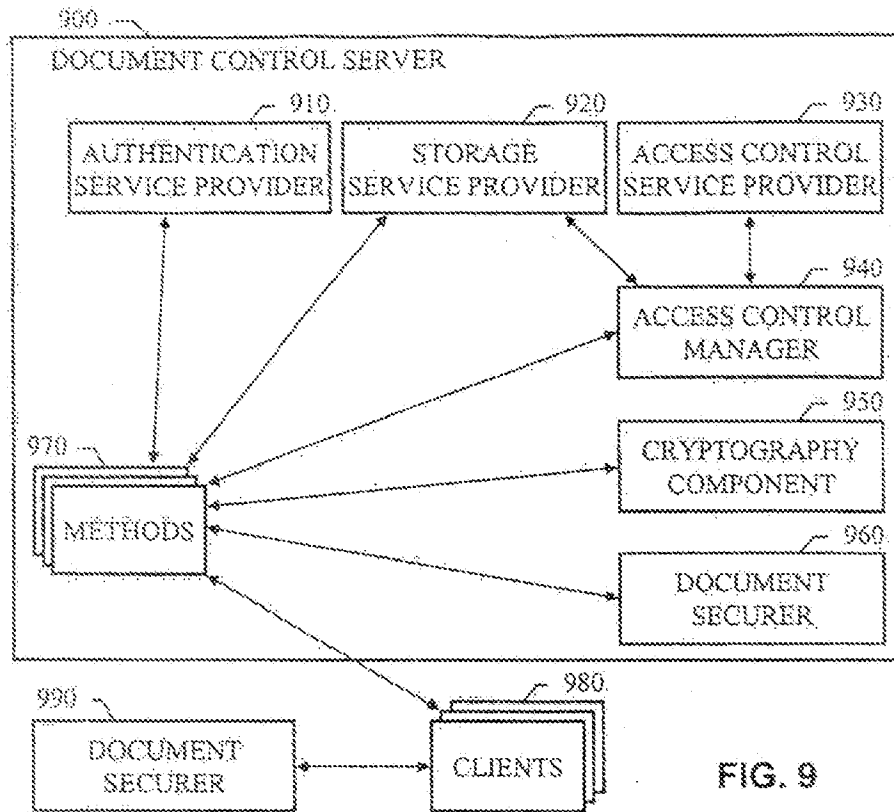 900
DOCUMENT CONTROL SERVER
910
920
930
AUTHENTICATION
SERVICE PROVIDER
STORAGE
SERVICE PROVIDER
ACCESS CONTROL
SERVICE PROVIDER
940
ACCESS CONTROL
MANAGER
950
CRYPTOGRAPHY
COMPONENT
970
METHODS
960
DOCUMENT
SECURER
990
DOCUMENT
SECURER
980
CLIENTS
FIG. 9